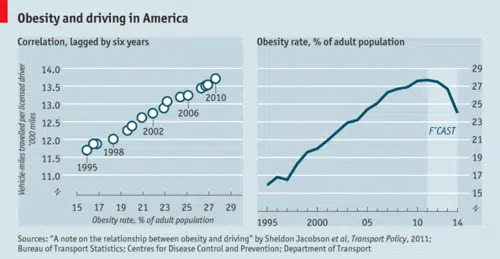 Obesity and driving in America
Correlation, lagged by six years
Vehicle-miles travelled per licensed driver
'000 miles
14.0
13.5
13.0
12.5
12.0
11.5
11.0
1995
1998
2002
2006
2010
15 17 19 21 23 25 27 29
Obesity rate, % of adult population
Obesity rate, % of adult population
29
27
25
23
21
19
17
15
F'CAST
1995 2000 05 10 14
Sources: "A note on the relationship between obesity and driving" by Sheldon Jacobson et al, Transport Policy, 2011;
Bureau of Transport Statistics; Centres for Disease Control and Prevention; Department of Transport